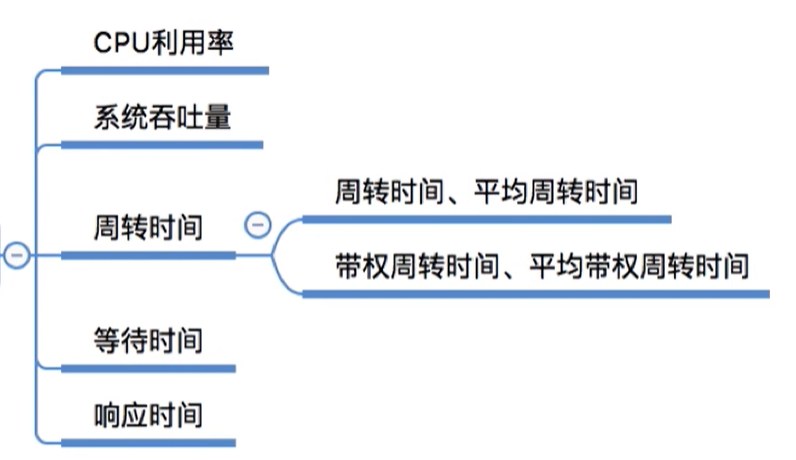 CPU利用率
系统吞吐量
周转时间
周转时间、平均周转时间
带权周转时间、平均带权周转时间
等待时间
响应时间